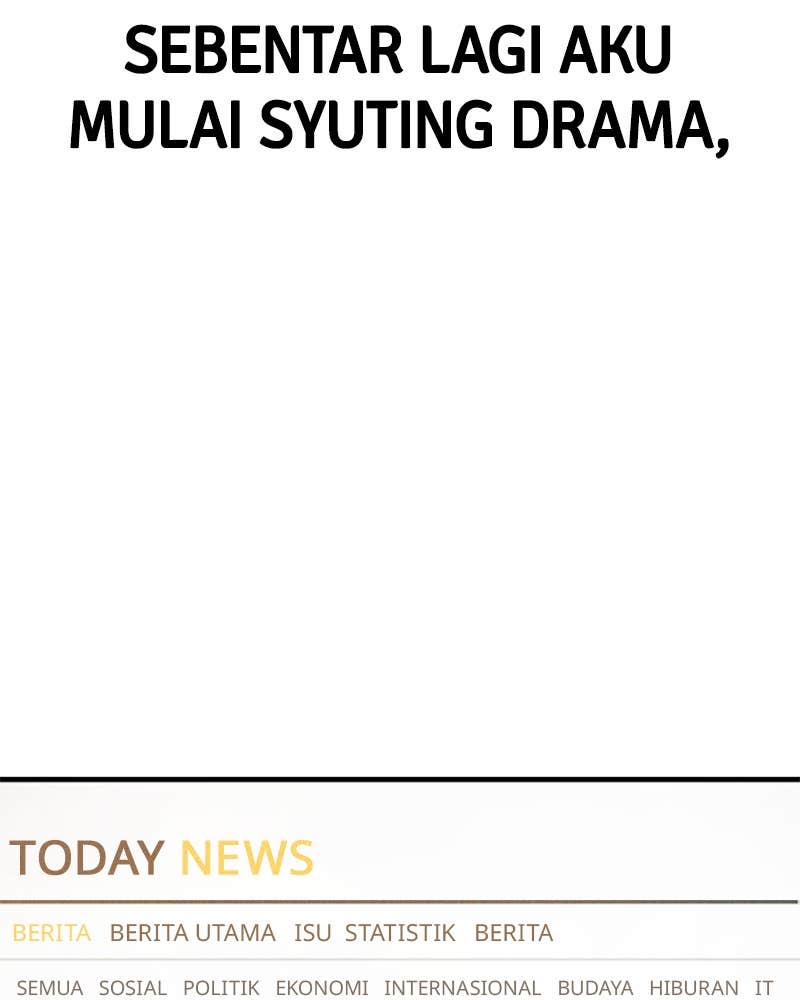 SEBENTAR LAGI AKU
MULAI SYUTING DRAMA,
TODAY NEWS
BERITA BERITA UTAMA ISU STATISTIK BERITA
SEMUA SOSIAL POLITIK EKONOMI INTERNASIONAL BUDAYA HIBURAN IT